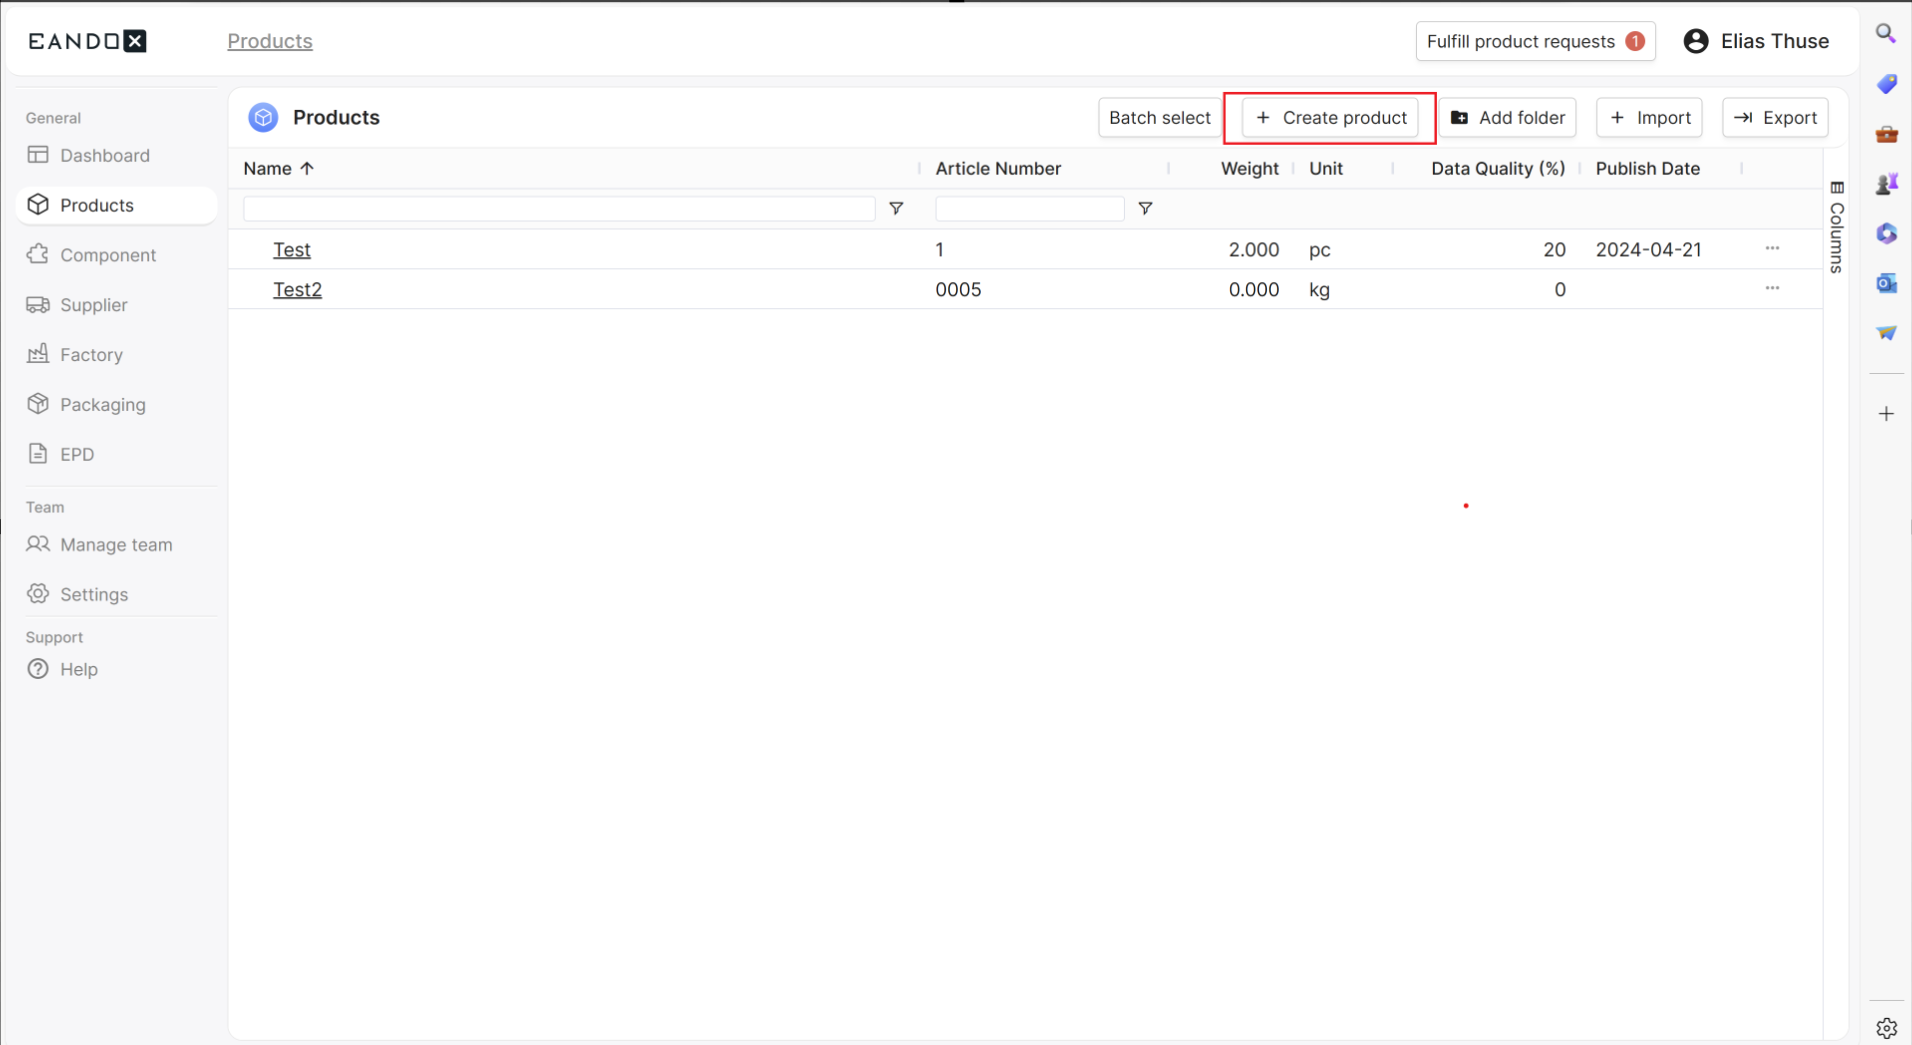 EANDOX
Products
Fulfill product requests 1
Elias Thuse
General
Dashboard
Products
Component
Supplier
Factory
Packaging
EPD
Team
Manage team
Settings
Support
Help
Products
Batch select
+ Create product
Add folder
+ Import
Export
Name ↑ Article Number Weight Unit Data Quality (%) Publish Date
Test 1 2.000 pc 20 2024-04-21 ...
Test2 0005 0.000 kg 0 ...
Columns